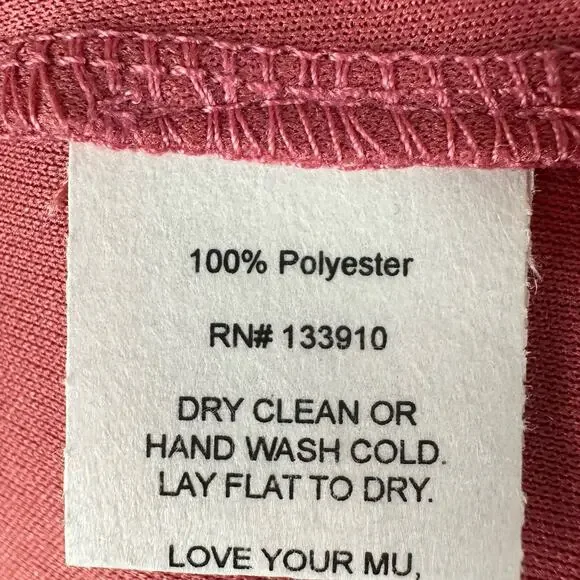 100% Polyester
RN# 133910
DRY CLEAN OR
HAND WASH COLD.
LAY FLAT TO DRY.
LOVE YOUR MU,